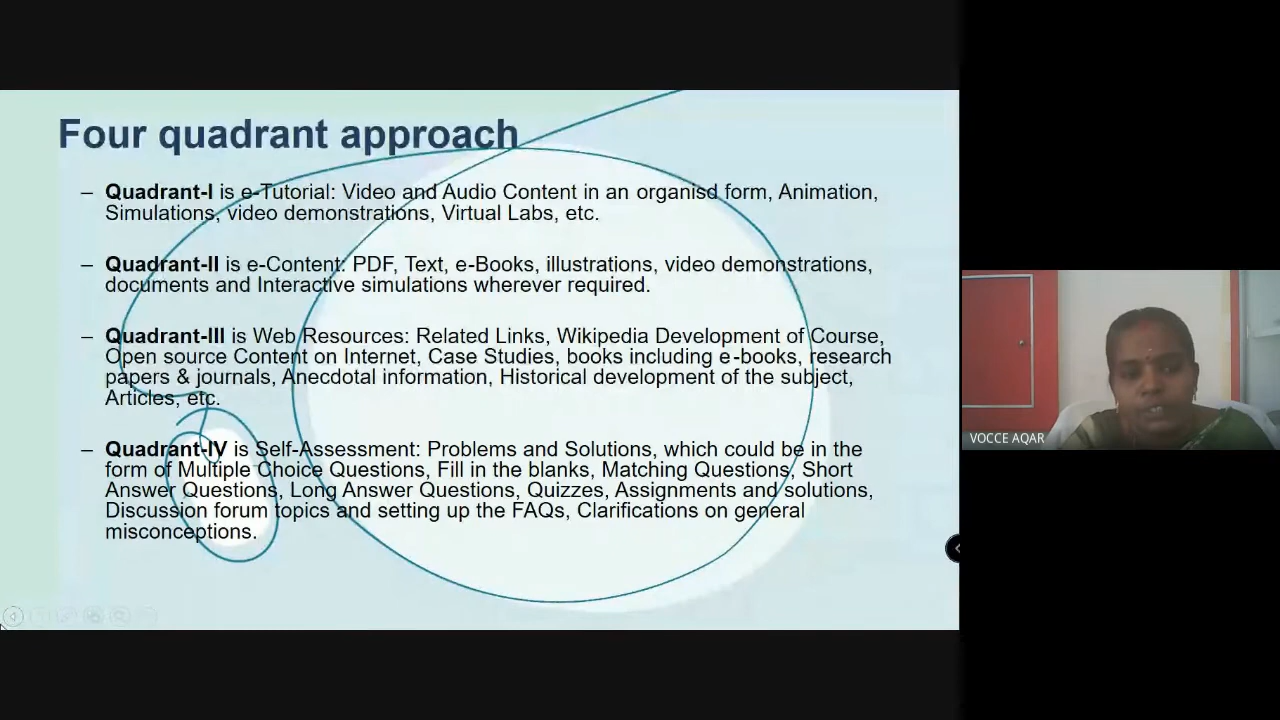 Four quadrant approach
– Quadrant-I is e-Tutorial: Video and Audio Content in an organisd form, Animation,
Simulations, video demonstrations, Virtual Labs, etc.
– Quadrant-II is e-Content: PDF, Text, e-Books, illustrations, video demonstrations,
documents and Interactive simulations wherever required.
– Quadrant-III is Web Resources: Related Links, Wikipedia Development of Course,
Open source Content on Internet, Case Studies, books including e-books, research
papers & journals, Anecdotal information, Historical development of the subject,
Articles, etc.
– Quadrant-IV is Self-Assessment: Problems and Solutions, which could be in the
form of Multiple Choice Questions, Fill in the blanks, Matching Questions, Short
Answer Questions, Long Answer Questions, Quizzes, Assignments and solutions,
Discussion forum topics and setting up the FAQs, Clarifications on general
misconceptions.
VOCCE AQAR